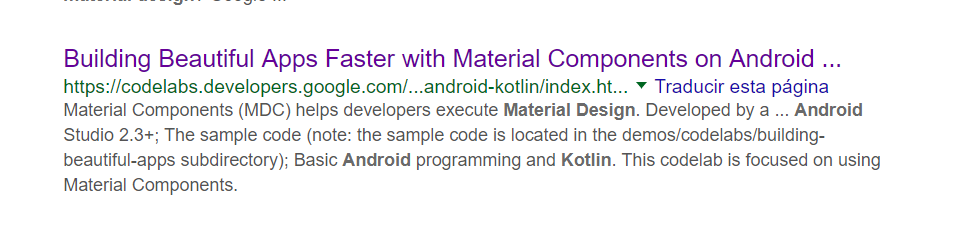 Building Beautiful Apps Faster with Material Components on Android ...
https://codelabs.developers.google.com/...android-kotlin/index.ht... Traducir esta página
Material Components (MDC) helps developers execute Material Design. Developed by a ... Android
Studio 2.3+; The sample code (note: the sample code is located in the demos/codelabs/building-
beautiful-apps subdirectory); Basic Android programming and Kotlin. This codelab is focused on using
Material Components.